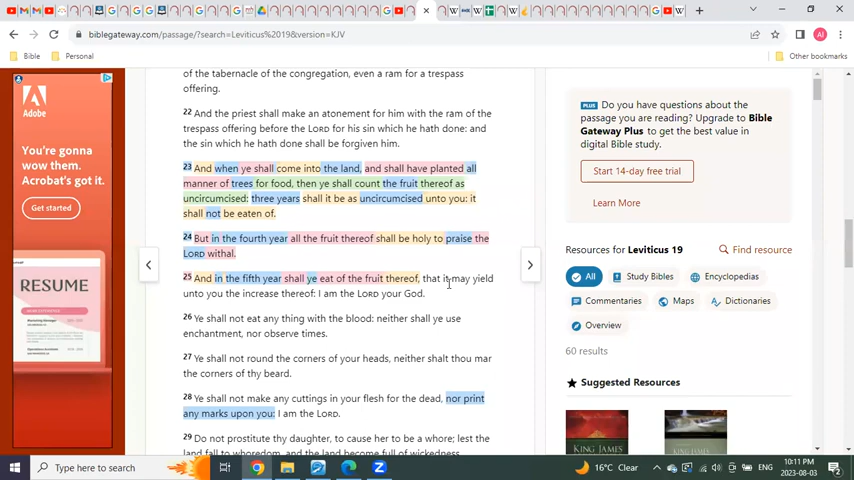 biblegateway.com/passage/?search=Leviticus%2019&version=KJV
AI
Bible
Personal
Other bookmarks
Adobe
You're gonna
wow them.
Acrobat's got it.
Get started
RESUME
of the tabernacle of the congregation, even a ram for a trespass
offering.
22 And the priest shall make an atonement for him with the ram of the
trespass offering before the LORD for his sin which he hath done: and
the sin which he hath done shall be forgiven him.
23 And when ye shall come into the land, and shall have planted all
manner of trees for food, then ye shall count the fruit thereof as
uncircumcised: three years shall it be as uncircumcised unto you: it
shall not be eaten of.
24 But in the fourth year all the fruit thereof shall be holy to praise the
LORD withal.
25 And in the fifth year shall ye eat of the fruit thereof, that it may yield
unto you the increase thereof: I am the LORD your God.
26 Ye shall not eat any thing with the blood: neither shall ye use
enchantment, nor observe times.
27 Ye shall not round the corners of your heads, neither shalt thou mar
the corners of thy beard.
28 Ye shall not make any cuttings in your flesh for the dead, nor print
any marks upon you: I am the LORD.
29 Do not prostitute thy daughter, to cause her to be a whore; lest the
land fall to whoredom, and the land become full of wickedness.
PLUS Do you have questions about the
passage you are reading? Upgrade to Bible
Gateway Plus to get the best value in
digital Bible study.
Start 14-day free trial
Learn More
Resources for Leviticus 19 Find resource
All Study Bibles Encyclopedias
Commentaries Maps Dictionaries
Overview
60 results
Suggested Resources
KING JAMES
Type here to search
16°C Clear
ENG
10:11 PM
2023-08-03
2